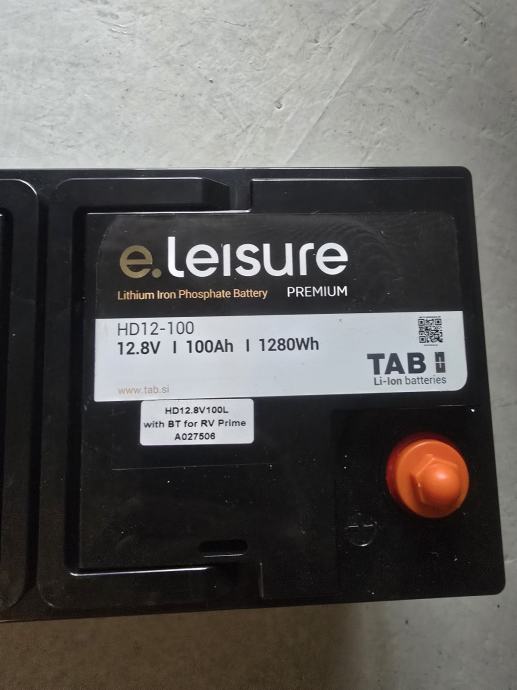 e.Leisure
Lithium Iron Phosphate Battery PREMIUM
HD12-100
12.8V I 100Ah I 1280Wh
TAB
Li-Ion batteries
www.tab.si
HD12.8V100L
with BT for RV Prime
A027506